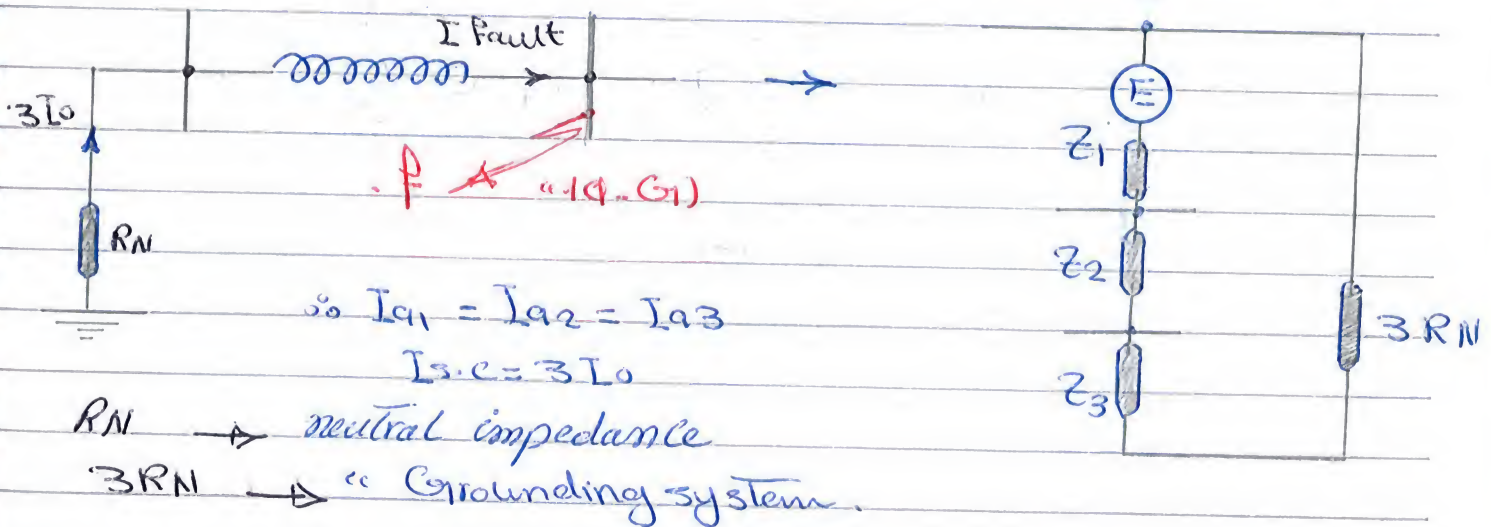 I fault
3I0
E
Z1
f "1φ-G"
RN
Z2
∴ Ia1 = Ia2 = Ia3
3RN
Is.c = 3I0
Z3
RN → neutral impedance
3RN → " Grounding system.